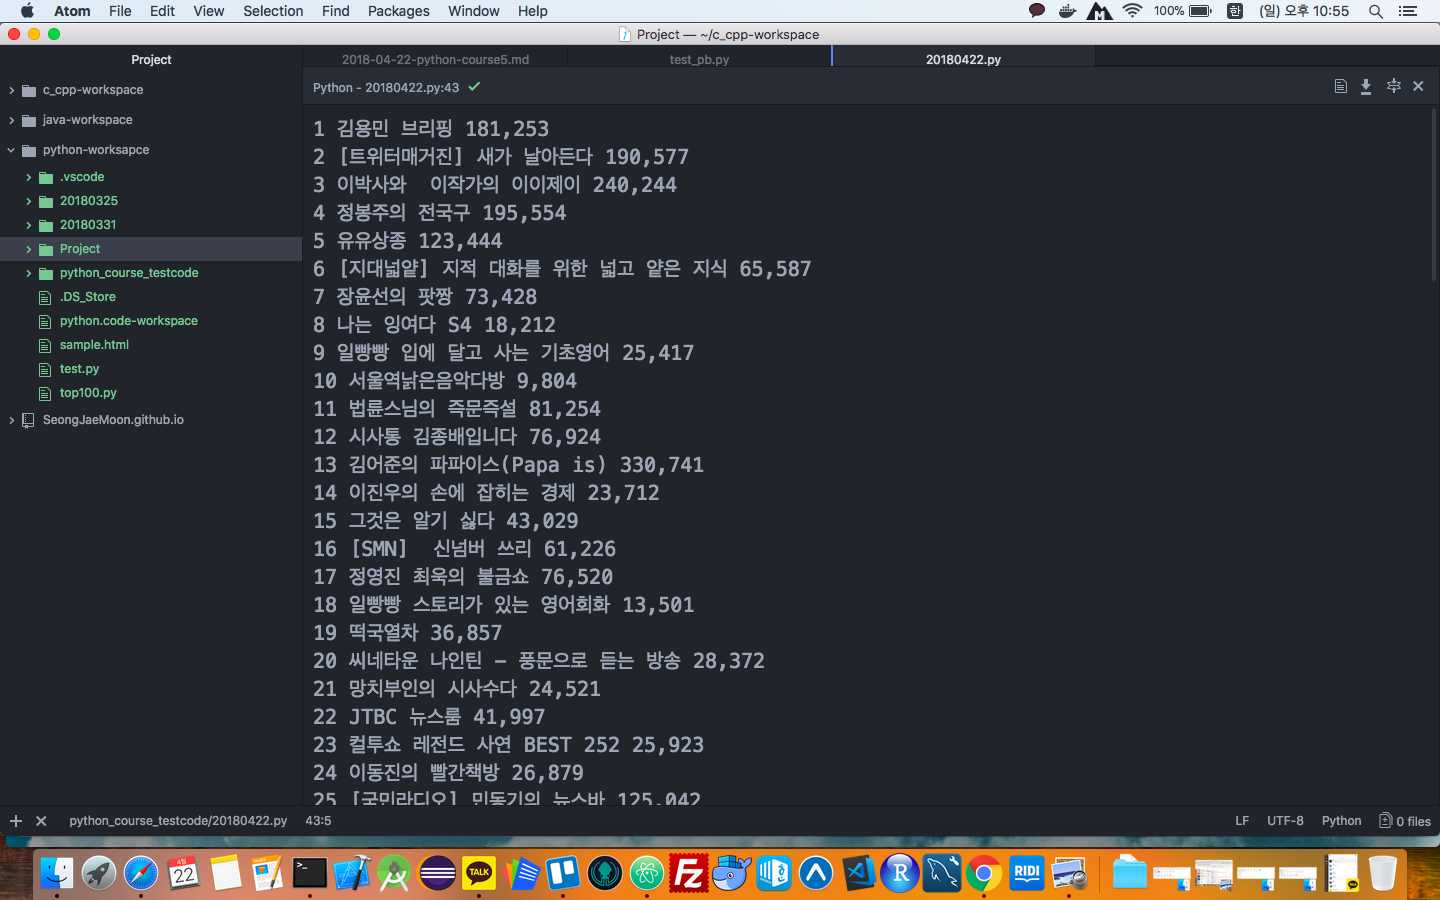 Atom File Edit View Selection Find Packages Window Help 100% 한 (일) 오후 10:55
Project — ~/c_cpp-workspace
Project
2018-04-22-python-course5.md test_pb.py 20180422.py
c_cpp-workspace
java-workspace
python-worksapce
.vscode
20180325
20180331
Project
python_course_testcode
.DS_Store
python.code-workspace
sample.html
test.py
top100.py
SeongJaeMoon.github.io
Python - 20180422.py:43
1 김용민 브리핑 181,253
2 [트위터매거진] 새가 날아든다 190,577
3 이박사와  이작가의 이이제이 240,244
4 정봉주의 전국구 195,554
5 유유상종 123,444
6 [지대넓얕] 지적 대화를 위한 넓고 얕은 지식 65,587
7 장윤선의 팟짱 73,428
8 나는 잉여다 S4 18,212
9 일빵빵 입에 달고 사는 기초영어 25,417
10 서울역낡은음악다방 9,804
11 법륜스님의 즉문즉설 81,254
12 시사통 김종배입니다 76,924
13 김어준의 파파이스(Papa is) 330,741
14 이진우의 손에 잡히는 경제 23,712
15 그것은 알기 싫다 43,029
16 [SMN]  신넘버 쓰리 61,226
17 정영진 최욱의 불금쇼 76,520
18 일빵빵 스토리가 있는 영어회화 13,501
19 떡국열차 36,857
20 씨네타운 나인틴 - 풍문으로 듣는 방송 28,372
21 망치부인의 시사수다 24,521
22 JTBC 뉴스룸 41,997
23 컬투쇼 레전드 사연 BEST 252 25,923
24 이동진의 빨간책방 26,879
25 [국민라디오] 민동기의 뉴스바 125,042
python_course_testcode/20180422.py 43:5 LF UTF-8 Python 0 files
4월
22
TALK
Fz
R
RIDI